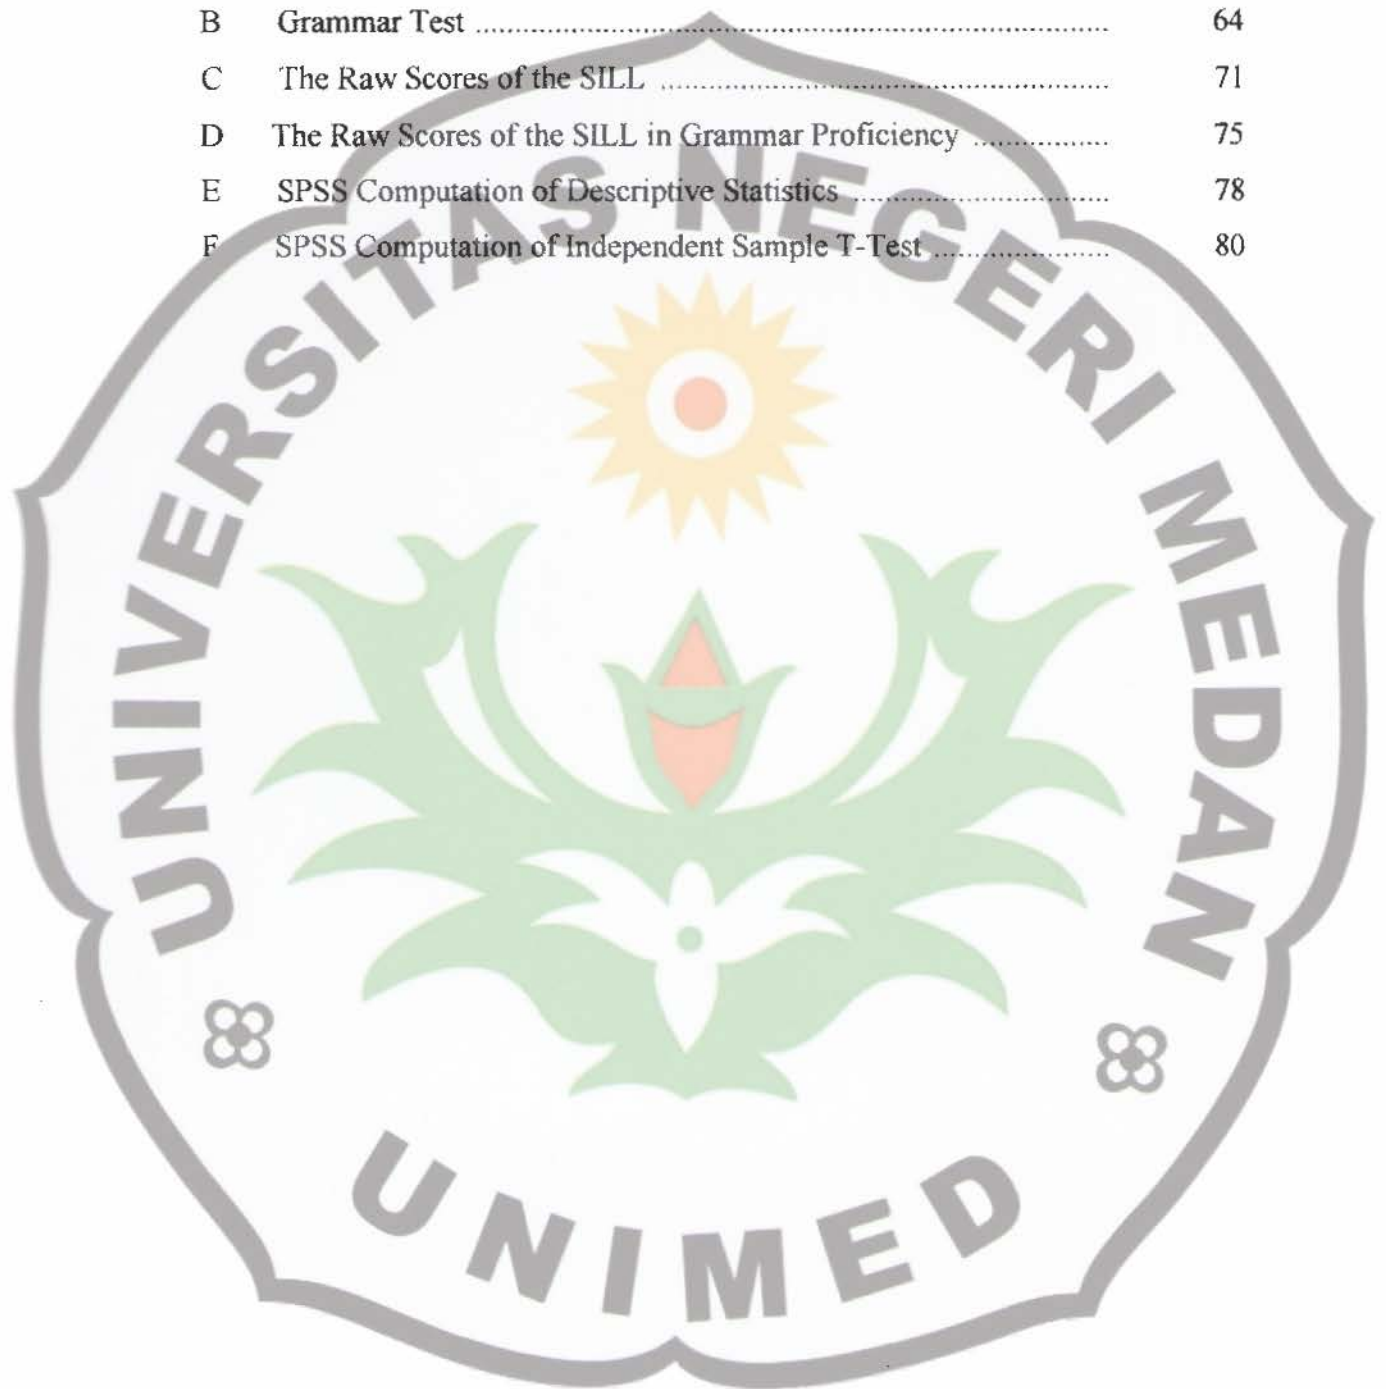 B Grammar Test ........................................................................ 64
C The Raw Scores of the SILL .................................................... 71
D The Raw Scores of the SILL in Grammar Proficiency ................ 75
E SPSS Computation of Descriptive Statistics ............................. 78
F SPSS Computation of Independent Sample T-Test .................... 80
UNIVERSITAS NEGERI MEDAN
UNIMED